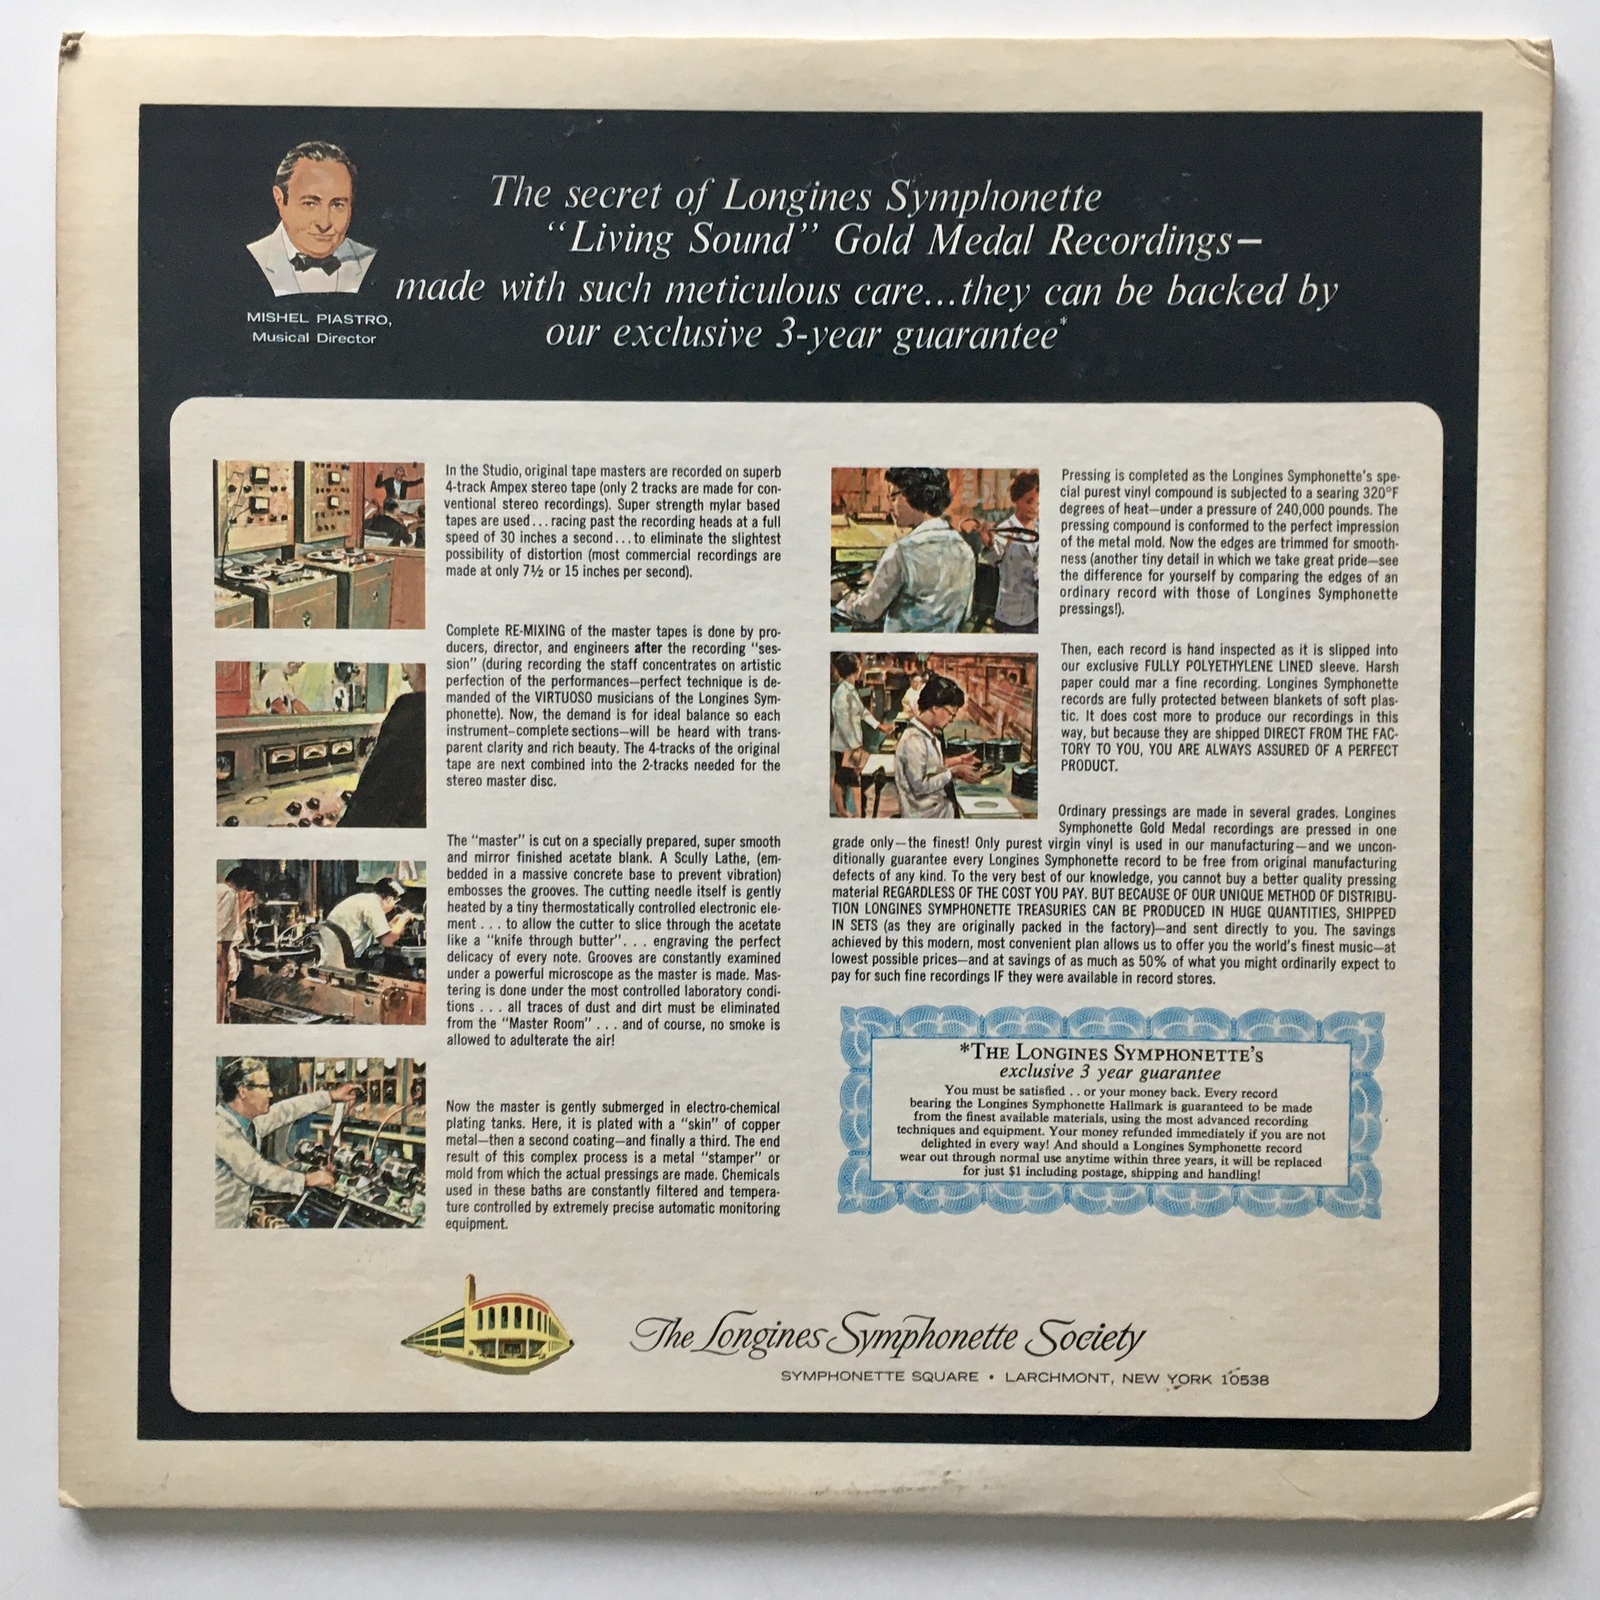 The secret of Longines Symphonette
“Living Sound” Gold Medal Recordings—
made with such meticulous care...they can be backed by
our exclusive 3-year guarantee*
MISHEL PIASTRO,
Musical Director
In the Studio, original tape masters are recorded on superb
4-track Ampex stereo tape (only 2 tracks are made for con-
ventional stereo recordings). Super strength mylar based
tapes are used...racing past the recording heads at a full
speed of 30 inches a second...to eliminate the slightest
possibility of distortion (most commercial recordings are
made at only 7½ or 15 inches per second).
Complete RE-MIXING of the master tapes is done by pro-
ducers, director, and engineers after the recording “ses-
sion” (during recording the staff concentrates on artistic
perfection of the performances—perfect technique is de-
manded of the VIRTUOSO musicians of the Longines Sym-
phonette). Now, the demand is for ideal balance so each
instrument—complete sections—will be heard with trans-
parent clarity and rich beauty. The 4-tracks of the original
tape are next combined into the 2-tracks needed for the
stereo master disc.
The “master” is cut on a specially prepared, super smooth
and mirror finished acetate blank. A Scully Lathe, (em-
bedded in a massive concrete base to prevent vibration)
embosses the grooves. The cutting needle itself is gently
heated by a tiny thermostatically controlled electronic ele-
ment . . . to allow the cutter to slice through the acetate
like a “knife through butter”. . . engraving the perfect
delicacy of every note. Grooves are constantly examined
under a powerful microscope as the master is made. Mas-
tering is done under the most controlled laboratory condi-
tions . . . all traces of dust and dirt must be eliminated
from the “Master Room” . . . and of course, no smoke is
allowed to adulterate the air!
Now the master is gently submerged in electro-chemical
plating tanks. Here, it is plated with a “skin” of copper
metal—then a second coating—and finally a third. The end
result of this complex process is a metal “stamper” or
mold from which the actual pressings are made. Chemicals
used in these baths are constantly filtered and tempera-
ture controlled by extremely precise automatic monitoring
equipment.
Pressing is completed as the Longines Symphonette's spe-
cial purest vinyl compound is subjected to a searing 320°F
degrees of heat—under a pressure of 240,000 pounds. The
pressing compound is conformed to the perfect impression
of the metal mold. Now the edges are trimmed for smooth-
ness (another tiny detail in which we take great pride—see
the difference for yourself by comparing the edges of an
ordinary record with those of Longines Symphonette
pressings!).
Then, each record is hand inspected as it is slipped into
our exclusive FULLY POLYETHYLENE LINED sleeve. Harsh
paper could mar a fine recording. Longines Symphonette
records are fully protected between blankets of soft plas-
tic. It does cost more to produce our recordings in this
way, but because they are shipped DIRECT FROM THE FAC-
TORY TO YOU, YOU ARE ALWAYS ASSURED OF A PERFECT
PRODUCT.
Ordinary pressings are made in several grades. Longines
Symphonette Gold Medal recordings are pressed in one
grade only—the finest! Only purest virgin vinyl is used in our manufacturing—and we uncon-
ditionally guarantee every Longines Symphonette record to be free from original manufacturing
defects of any kind. To the very best of our knowledge, you cannot buy a better quality pressing
material REGARDLESS OF THE COST YOU PAY. BUT BECAUSE OF OUR UNIQUE METHOD OF DISTRIBU-
TION LONGINES SYMPHONETTE TREASURIES CAN BE PRODUCED IN HUGE QUANTITIES, SHIPPED
IN SETS (as they are originally packed in the factory)—and sent directly to you. The savings
achieved by this modern, most convenient plan allows us to offer you the world's finest music—at
lowest possible prices—and at savings of as much as 50% of what you might ordinarily expect to
pay for such fine recordings IF they were available in record stores.
*THE LONGINES SYMPHONETTE'S
exclusive 3 year guarantee
You must be satisfied . . or your money back. Every record
bearing the Longines Symphonette Hallmark is guaranteed to be made
from the finest available materials, using the most advanced recording
techniques and equipment. Your money refunded immediately if you are not
delighted in every way! And should a Longines Symphonette record
wear out through normal use anytime within three years, it will be replaced
for just $1 including postage, shipping and handling!
The Longines Symphonette Society
SYMPHONETTE SQUARE • LARCHMONT, NEW YORK 10538